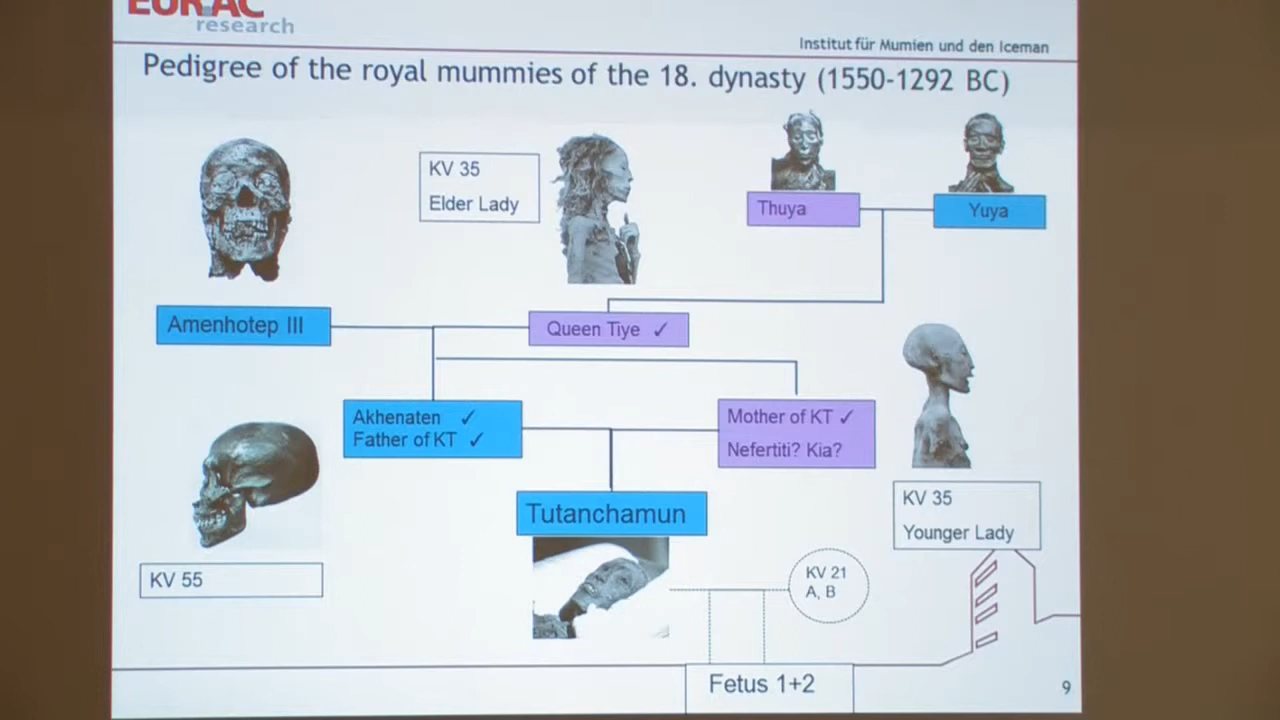 EURAC
research
Institut für Mumien und den Iceman
Pedigree of the royal mummies of the 18. dynasty (1550-1292 BC)
KV 35
Elder Lady
Thuya
Yuya
Amenhotep III
Queen Tiye ✓
Akhenaten ✓
Father of KT ✓
Mother of KT ✓
Nefertiti? Kia?
Tutanchamun
KV 35
Younger Lady
KV 55
KV 21
A, B
Fetus 1+2
9